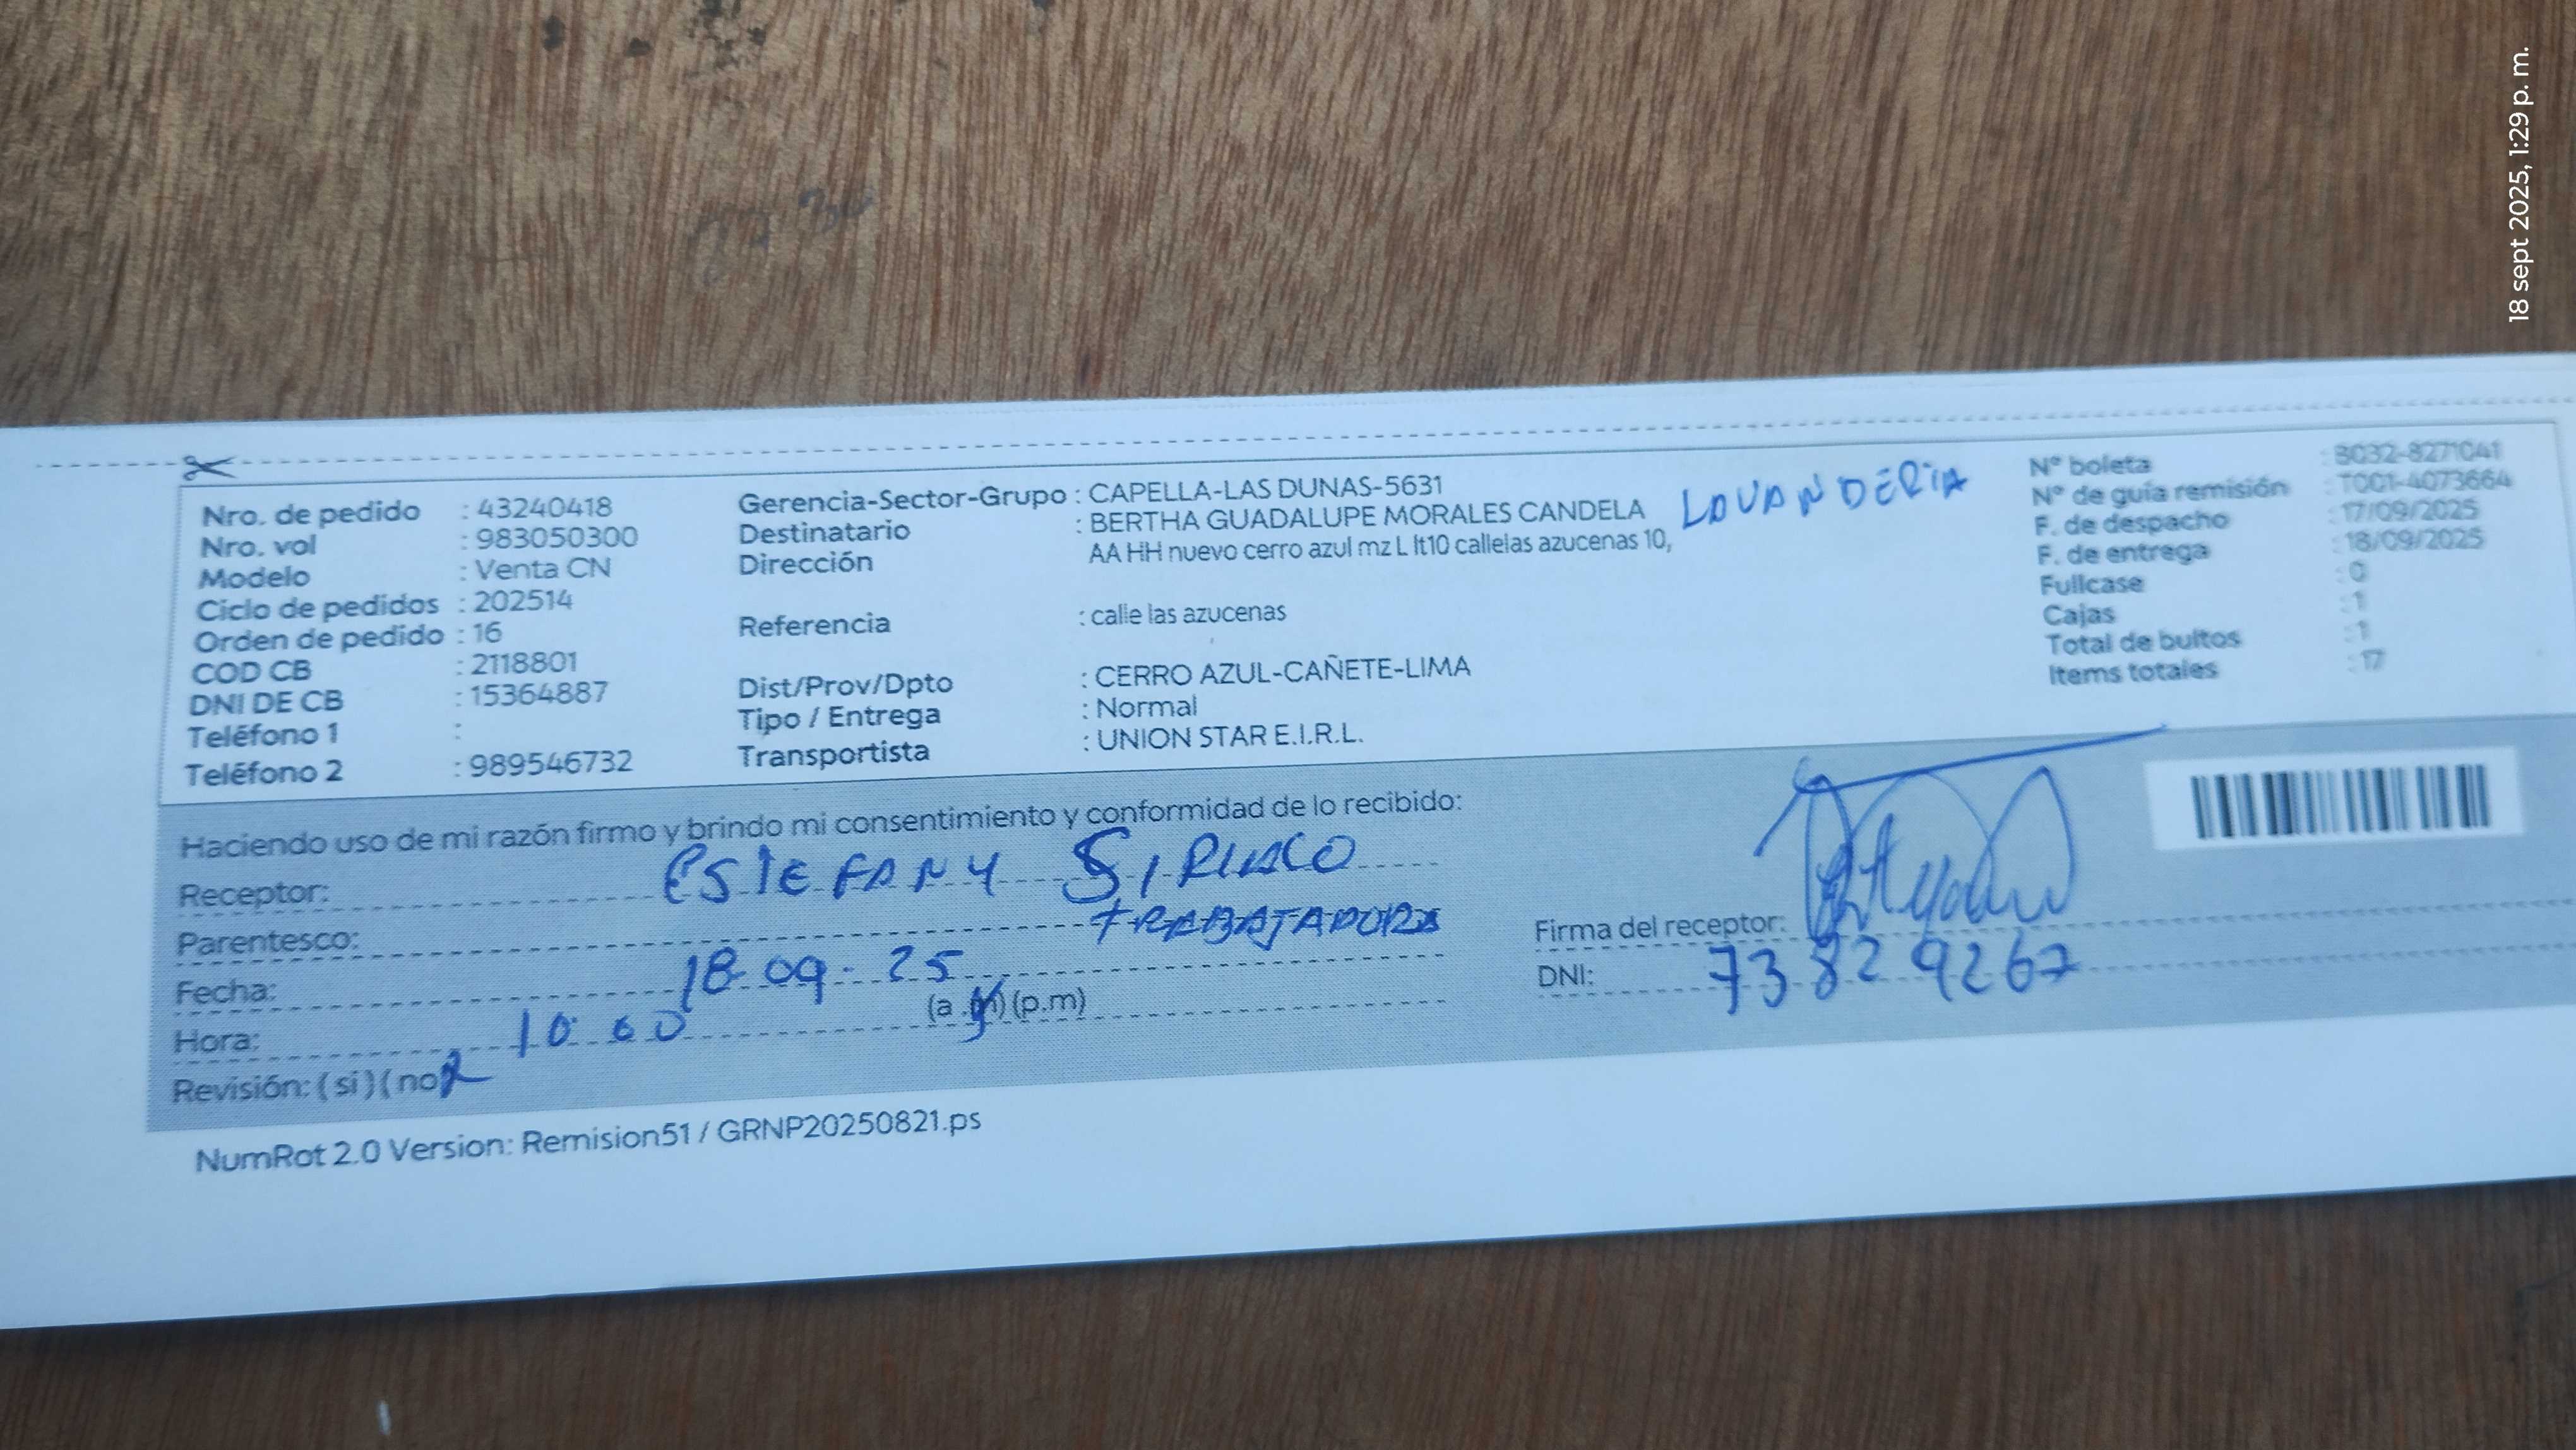 18 sept 2025, 1:29 p. m.
Nro. de pedido : 43240418
Nro. vol : 983050300
Modelo : Venta CN
Ciclo de pedidos : 202514
Orden de pedido : 16
COD CB : 2118801
DNI DE CB : 15364887
Teléfono 1 :
Teléfono 2 : 989546732
Gerencia-Sector-Grupo : CAPELLA-LAS DUNAS-5631
Destinatario : BERTHA GUADALUPE MORALES CANDELA
Dirección AA HH nuevo cerro azul mz L lt10 callelas azucenas 10,
LAVANDERIA
Referencia : calle las azucenas
Dist/Prov/Dpto : CERRO AZUL-CAÑETE-LIMA
Tipo / Entrega : Normal
Transportista : UNION STAR E.I.R.L.
Nº boleta : B032-8271041
Nº de guía remisión : T001-4073664
F. de despacho : 17/09/2025
F. de entrega : 18/09/2025
Fullcase : 0
Cajas : 1
Total de bultos : 1
Items totales : 17
Haciendo uso de mi razón firmo y brindo mi consentimiento y conformidad de lo recibido:
Receptor: ESTEFANY
Parentesco: TRABAJADORA
Fecha: 18-09-25
Hora: 10 00 (a.m) (p.m)
Revisión: (si) (no)
Firma del receptor:
DNI: 73829267
NumRot 2.0 Version: Remision51 / GRNP20250821.ps